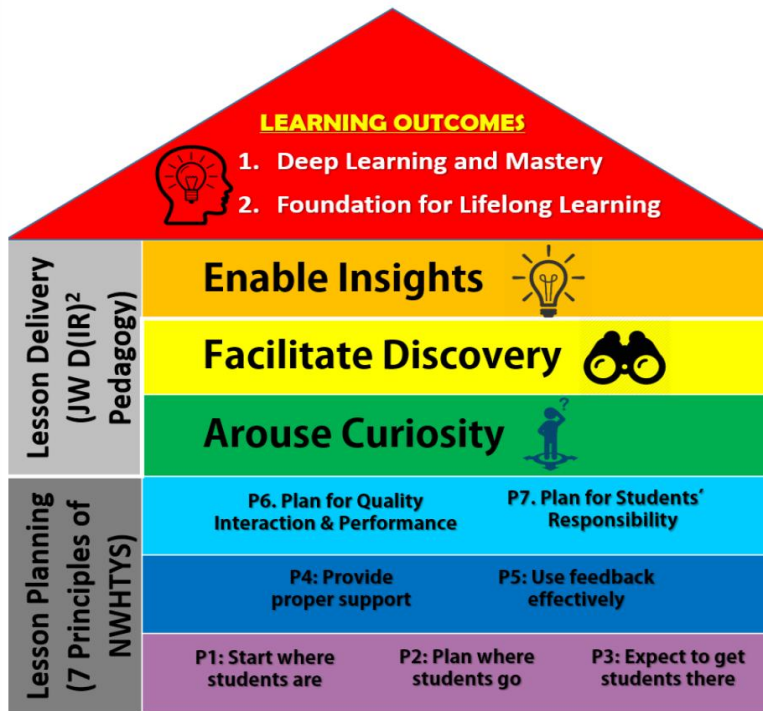 LEARNING OUTCOMES
1. Deep Learning and Mastery
2. Foundation for Lifelong Learning
Lesson Delivery
(JW D(IR)²
Pedagogy)
Enable Insights
Facilitate Discovery
Arouse Curiosity
?
Lesson Planning
(7 Principles of
NWHTYS)
P6. Plan for Quality
Interaction & Performance
P7. Plan for Students’
Responsibility
P4: Provide
proper support
P5: Use feedback
effectively
P1: Start where
students are
P2: Plan where
students go
P3: Expect to get
students there